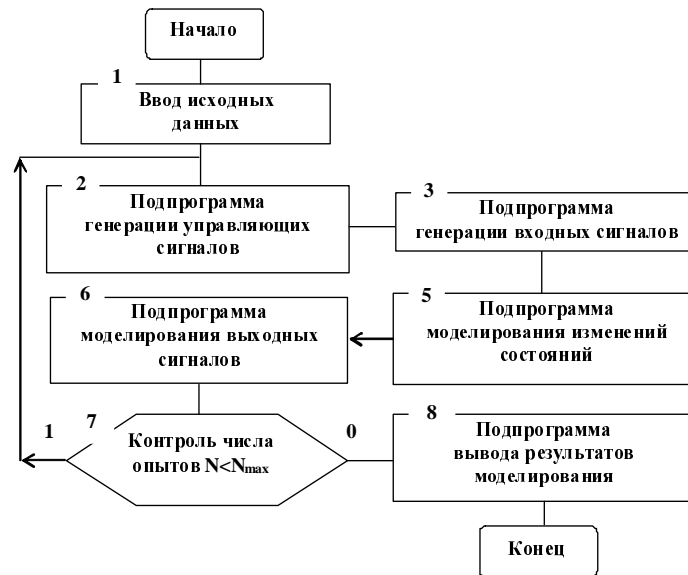 Начало
1
Ввод исходных
данных
2
Подпрограмма
генерации управляющих
сигналов
3
Подпрограмма
генерации входных сигналов
6
Подпрограмма
моделирования выходных
сигналов
5
Подпрограмма
моделирования изменений
состояний
1
7
Контроль числа
опытов N<Nmax
0
8
Подпрограмма
вывода результатов
моделирования
Конец